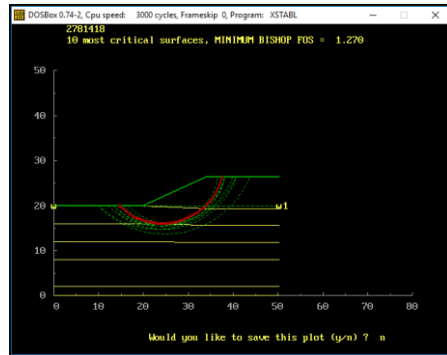 DOSBox 0.74-2, Cpu speed: 3000 cycles, Frameskip 0, Program: XSTABL
2781418
10 most critical surfaces, MINIMUM BISHOP FOS = 1.270
50
40
30
20
w
w1
10
0
0 10 20 30 40 50 60 70 80
Would you like to save this plot (y/n) ? n